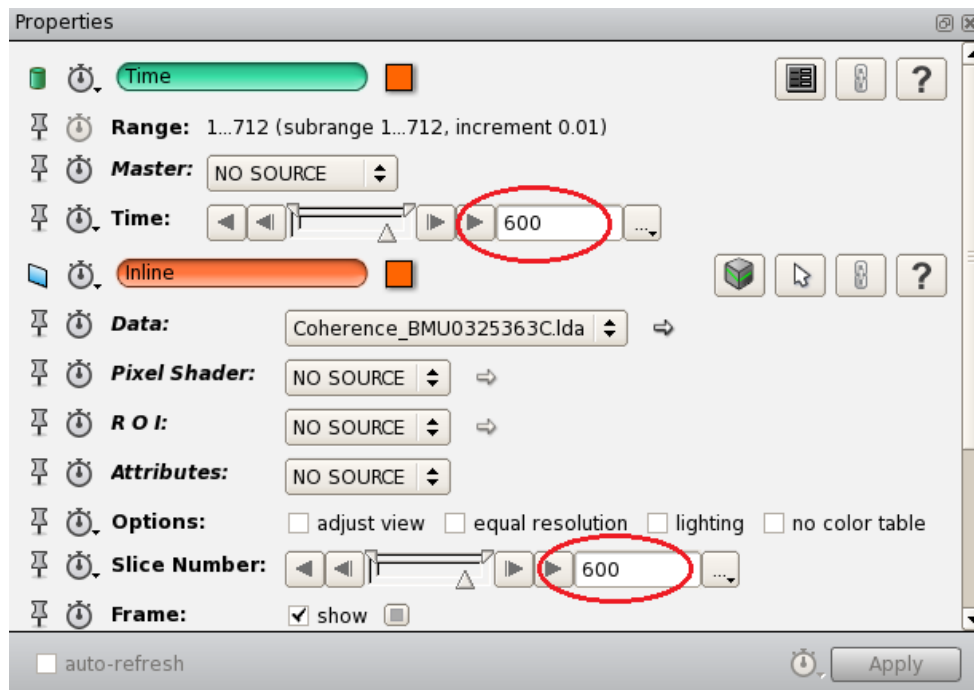 Properties
Time
?
Range: 1...712 (subrange 1...712, increment 0.01)
Master: NO SOURCE
Time: 600 ...
Inline
?
Data: Coherence_BMU0325363C.lda
Pixel Shader: NO SOURCE
R O I: NO SOURCE
Attributes: NO SOURCE
Options: adjust view equal resolution lighting no color table
Slice Number: 600 ...
Frame: show
auto-refresh Apply